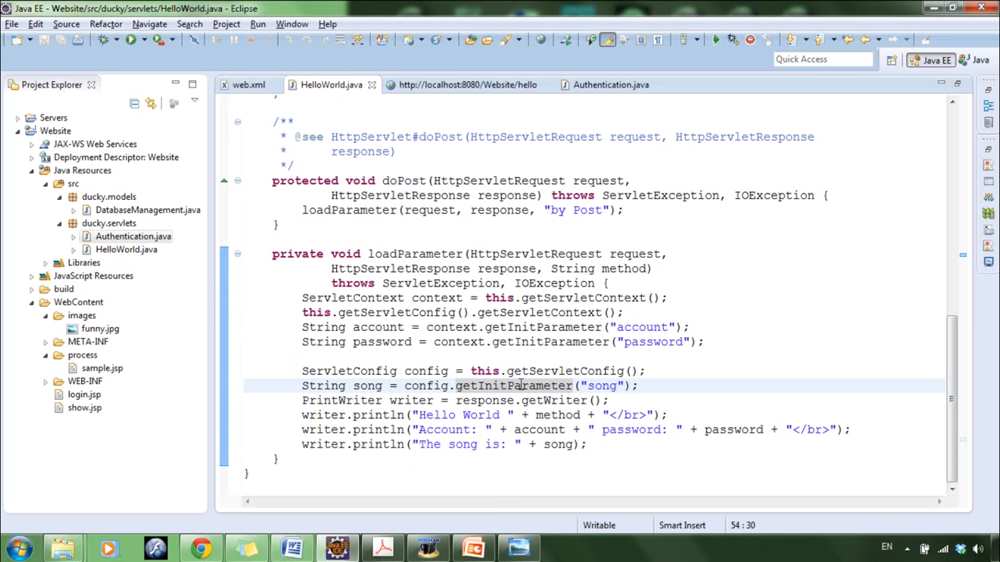 Java EE - Website/src/ducky/servlets/HelloWorld.java - Eclipse
File Edit Source Refactor Navigate Search Project Run Window Help
Quick Access
Java EE
Java
Project Explorer
web.xml
HelloWorld.java
http://localhost:8080/Website/hello
Authentication.java
Servers
Website
JAX-WS Web Services
Deployment Descriptor: Website
Java Resources
src
ducky.models
DatabaseManagement.java
ducky.servlets
Authentication.java
HelloWorld.java
Libraries
JavaScript Resources
build
WebContent
images
funny.jpg
META-INF
process
sample.jsp
WEB-INF
login.jsp
show.jsp
}
/**
* @see HttpServlet#doPost(HttpServletRequest request, HttpServletResponse
* response)
*/
protected void doPost(HttpServletRequest request,
HttpServletResponse response) throws ServletException, IOException {
loadParameter(request, response, "by Post");
}
private void loadParameter(HttpServletRequest request,
HttpServletResponse response, String method)
throws ServletException, IOException {
ServletContext context = this.getServletContext();
this.getServletConfig().getServletContext();
String account = context.getInitParameter("account");
String password = context.getInitParameter("password");
ServletConfig config = this.getServletConfig();
String song = config.getInitParameter("song");
PrintWriter writer = response.getWriter();
writer.println("Hello World " + method + "</br>");
writer.println("Account: " + account + " password: " + password + "</br>");
writer.println("The song is: " + song);
}
}
Writable
Smart Insert
54 : 30
Java EE
IDE
HYPERCAM
EN